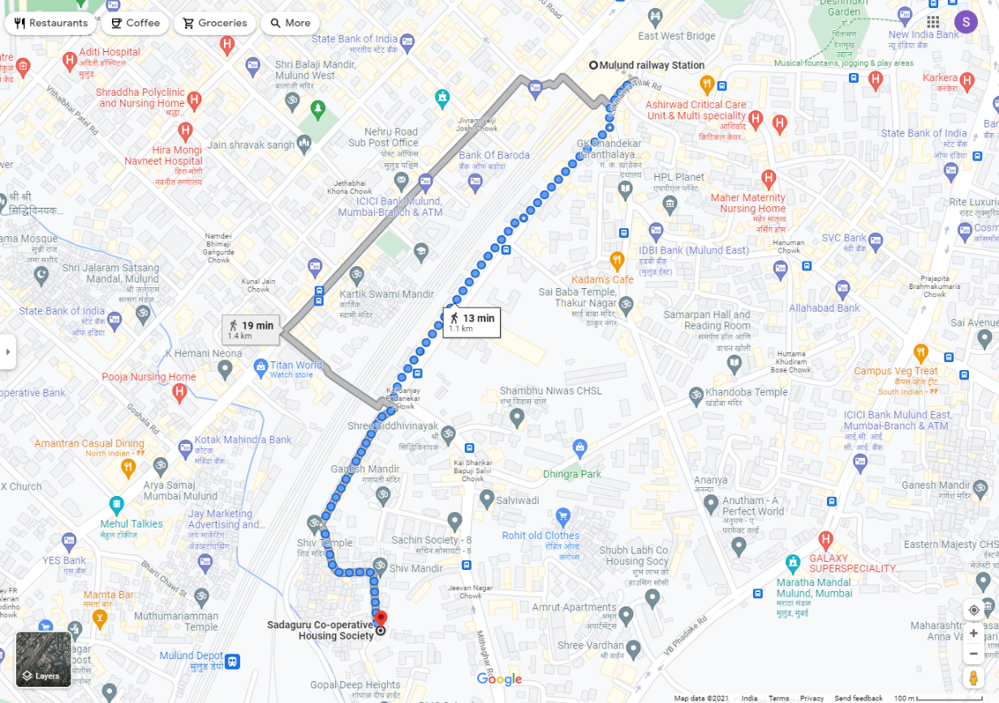 Restaurants
Coffee
Groceries
More
State Bank of India
भारतीय स्टेट बैंक
Deshmukh
Garden
चिंतामण
देशमुख
उद्यान
New India Bank
न्यू इंडिया बैंक
S
East West Bridge
Musical fountains, jogging & play areas
Aditi Hospital
अदिती हॉस्पिटल
मुलुंड
Shri Balaji Mandir,
Mulund West
बालाजी मंदिर
Mulund railway Station
Lokmanya Tilak Rd
Karkera
करकेरा
Shraddha Polyclinic
and Nursing Home
श्रद्धा...
Vithalbhai Patel Rd
Ashirwad Critical Care
Unit & Multi speciality
आशिर्वाद
क्रिटिकल केयर...
Jivram Velji
Joshi Chowk
Nehru Road
Sub Post Office
पोस्ट ऑफिस
मुलुंड पश्चिम
Jain shravak sangh
State Bank of India
स्टेट बँक
ऑफ इंडिया
Hira Mongi
Navneet Hospital
हिरा-मोंगी
नवनीत रुग्णालय
GK Khandekar
Granthalaya...
ग. क. खांडेकर
ग्रंथालय
Bank Of Baroda
बैंक ऑफ बड़ोदा
Jethabhai
Khona Chowk
HPL Planet
एचपीएल प्लॅनेट
श्री श्री
सिद्धिविनायक...
ICICI Bank Mulund,
Mumbai-Branch & ATM
Maher Maternity
Nursing Home
महेर मातृत्व
नर्सिंग होम
Rite Luxuria
Namdev
Bhimaji
Gangurde
Chowk
ama Mosque
सुन्नी राज़
जमा मशीद
IDBI Bank (Mulund East)
इडबी बँक
(मुलुंड ईस्ट)
SVC Bank
स्वी बँक
Hanuman
Chowk
Shri Jalaram Satsang
Mandal, Mulund
श्री जलाराम
सत्संग मंडळ
Kunal Jain
Chowk
Kadam's Cafe
Prajapita
Brahmakumaris
Chowk
Kartik Swami Mandir
कार्तिक
स्वामी मंदिर
Sai Baba Temple,
Thakur Nagar
साई बाबा मंदिर,
ठाकुर नगर
Allahabad Bank
State Bank of India
स्टेट बँक
ऑफ इंडिया
13 min
1.1 km
19 min
1.4 km
Samarpan Hall and
Reading Room
समर्पण हॉल आणि
वाचन खोली
Sai Avenue
K Hemani Neona
Titan World
Watch store
Huttama
Khudiram
Bose Chowk
Campus Veg Treat
कॅंपस व्हेज ट्रीट
South Indian • ₹₹
Pooja Nursing Home
operative Bank
Kai Sanjay
Pednekar
Chowk
Shambhu Niwas CHSL
शंभू निवास चाल
Khandoba Temple
खंडोबा मंदिर
Goshala Rd
ICICI Bank Mulund East,
Mumbai-Branch & ATM
आई.सी.
सी. आई. बैंक
Shree Siddhivinayak
श्री
सिद्धिविनायक...
Kotak Mahindra Bank
कोटक
महिंद्रा बैंक
Amantran Casual Dining
North Indian • ₹₹
Ganesh Mandir
गणपती मंदिर
Kai Shankar
Bapuji Salvi
Chowk
Dhingra Park
Ananya
अनन्या
Ganesh Mandir
गणेश मंदिर
X Church
Arya Samaj
Mumbai Mulund
Salviwadi
Anutham - A
Perfect World
अनुथम - ए
परफेक्ट वर्ल्ड
Mehul Talkies
मेहुल टॉकीज
Jay Marketing
Advertising and...
जय मार्केटिंग
अॅडव्हर्टायझिंग...
Shiv Temple
शिव मंदिर
Sachin Society - 8
सचिन सोसायटी - 8
Rohit old Clothes
रोहित ओल्ड
क्लोथ्स
Shubh Labh Co
Housing Socy
शुभ लाभ को
हाउसिंग सोसी
GALAXY
SUPERSPECIALITY...
Eastern Majesty CHS
YES Bank
एस बैंक
Shiv Mandir
Bharti Chawl St
Jeevan Nagar
Chowk
Maratha Mandal
Mulund, Mumbai
मराठा मंडळ
मुलुंड, मुंबई
Mamta Bar
ममता बार
Muthumariamman
Temple
Amrut Apartments
अमृत
अपार्टमेंट्स
Sadaguru Co-operative
Housing Society
Mithaghar Rd
VB Phadake Rd
Shree Vardhan
श्री वर्धन
Layers
Mulund Depot
मुलुंड डेपो
Gopal Deep Heights
गोपाळ दीप हाईट
Google
Map data ©2021
India
Terms
Privacy
Send feedback
100 m